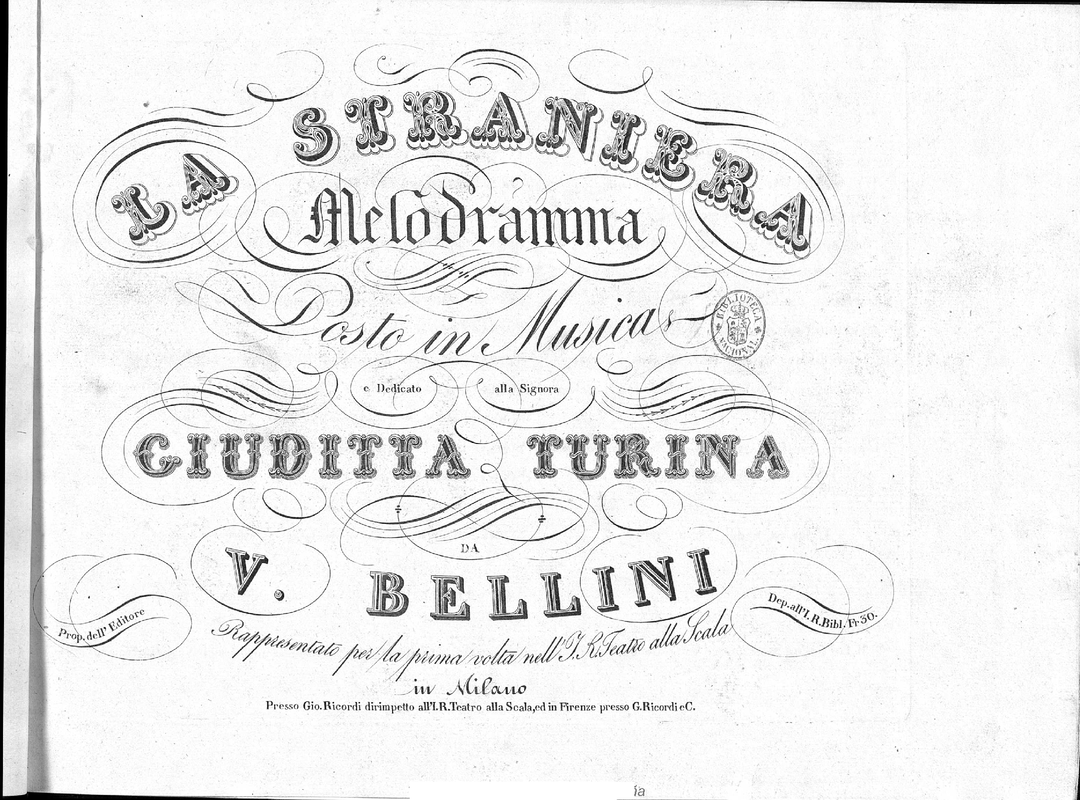 LA STRANIERA
Melodramma
Posto in Musica
BIBLIOTECA NACIONAL
e Dedicato alla Signora
GIUDITTA TURINA
DA
V. BELLINI
Prop. dell' Editore
Dep. all' I. R. Bibl. Fr. 30.
Rappresentato per la prima volta nell' I. R. Teatro alla Scala
in Milano
Presso Gio. Ricordi dirimpetto all' I. R. Teatro alla Scala, ed in Firenze presso G. Ricordi e C.